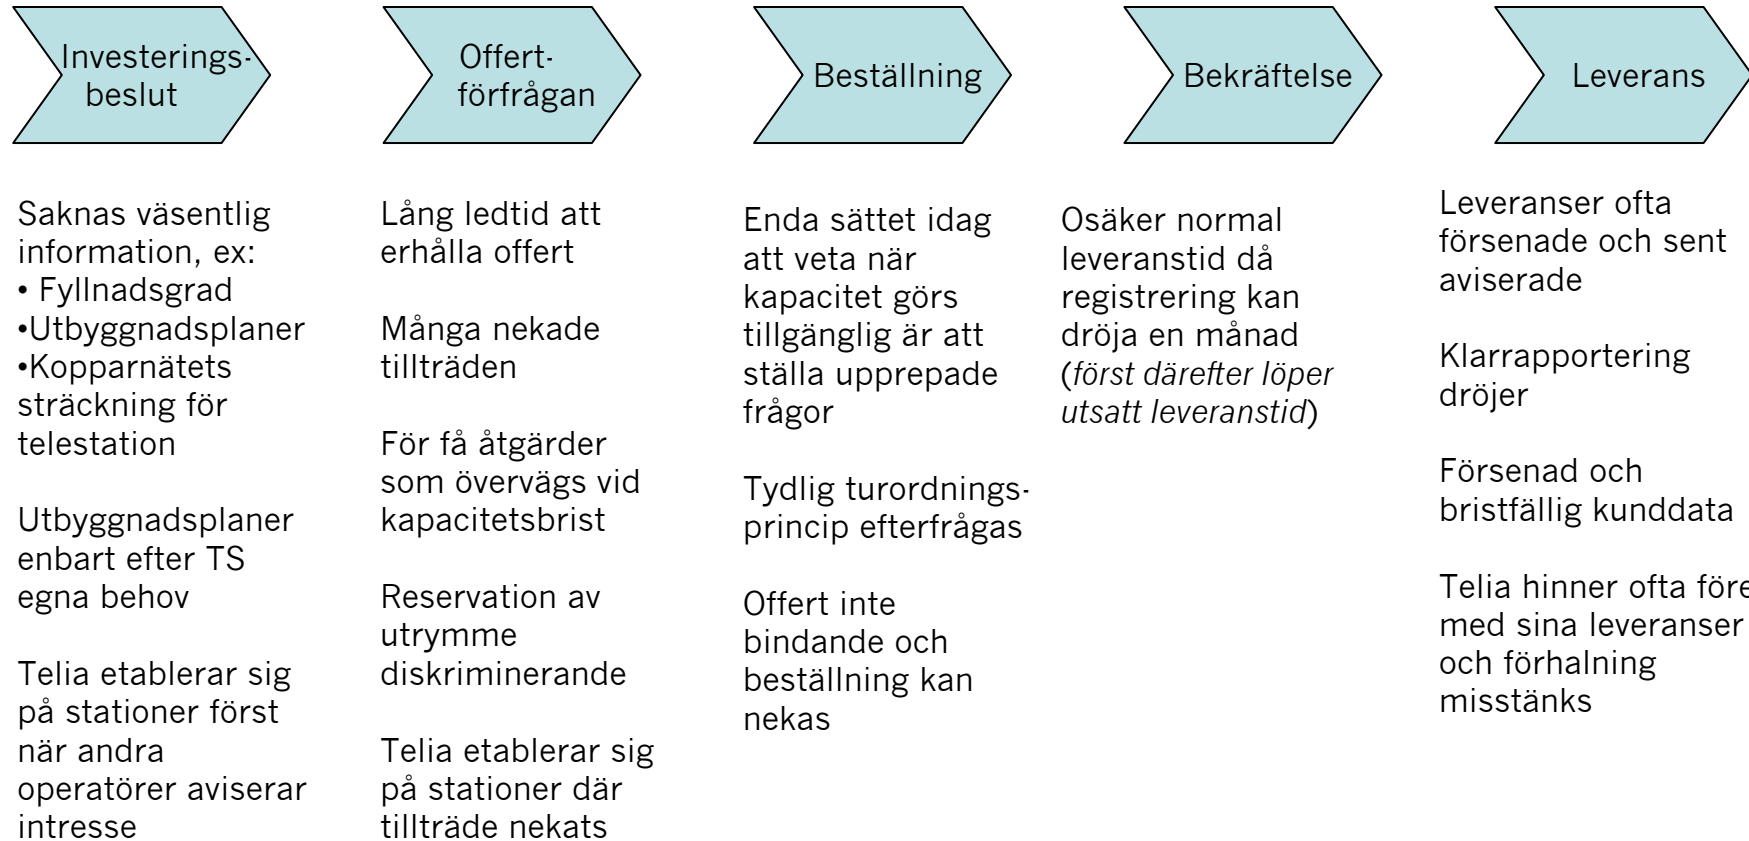 Investerings-
beslut
Offert-
förfrågan
Beställning
Bekräftelse
Leverans
Saknas väsentlig
information, ex:
• Fyllnadsgrad
•Utbyggnadsplaner
•Kopparnätets
sträckning för
telestation
Utbyggnadsplaner
enbart efter TS
egna behov
Telia etablerar sig
på stationer först
när andra
operatörer aviserar
intresse
Lång ledtid att
erhålla offert
Många nekade
tillträden
För få åtgärder
som övervägs vid
kapacitetsbrist
Reservation av
utrymme
diskriminerande
Telia etablerar sig
på stationer där
tillträde nekats
Enda sättet idag
att veta när
kapacitet görs
tillgänglig är att
ställa upprepade
frågor
Tydlig turordnings-
princip efterfrågas
Offert inte
bindande och
beställning kan
nekas
Osäker normal
leveranstid då
registrering kan
dröja en månad
(först därefter löper
utsatt leveranstid)
Leveranser ofta
försenade och sent
aviserade
Klarrapportering
dröjer
Försenad och
bristfällig kunddata
Telia hinner ofta före
med sina leveranser
och förhalning
misstänks